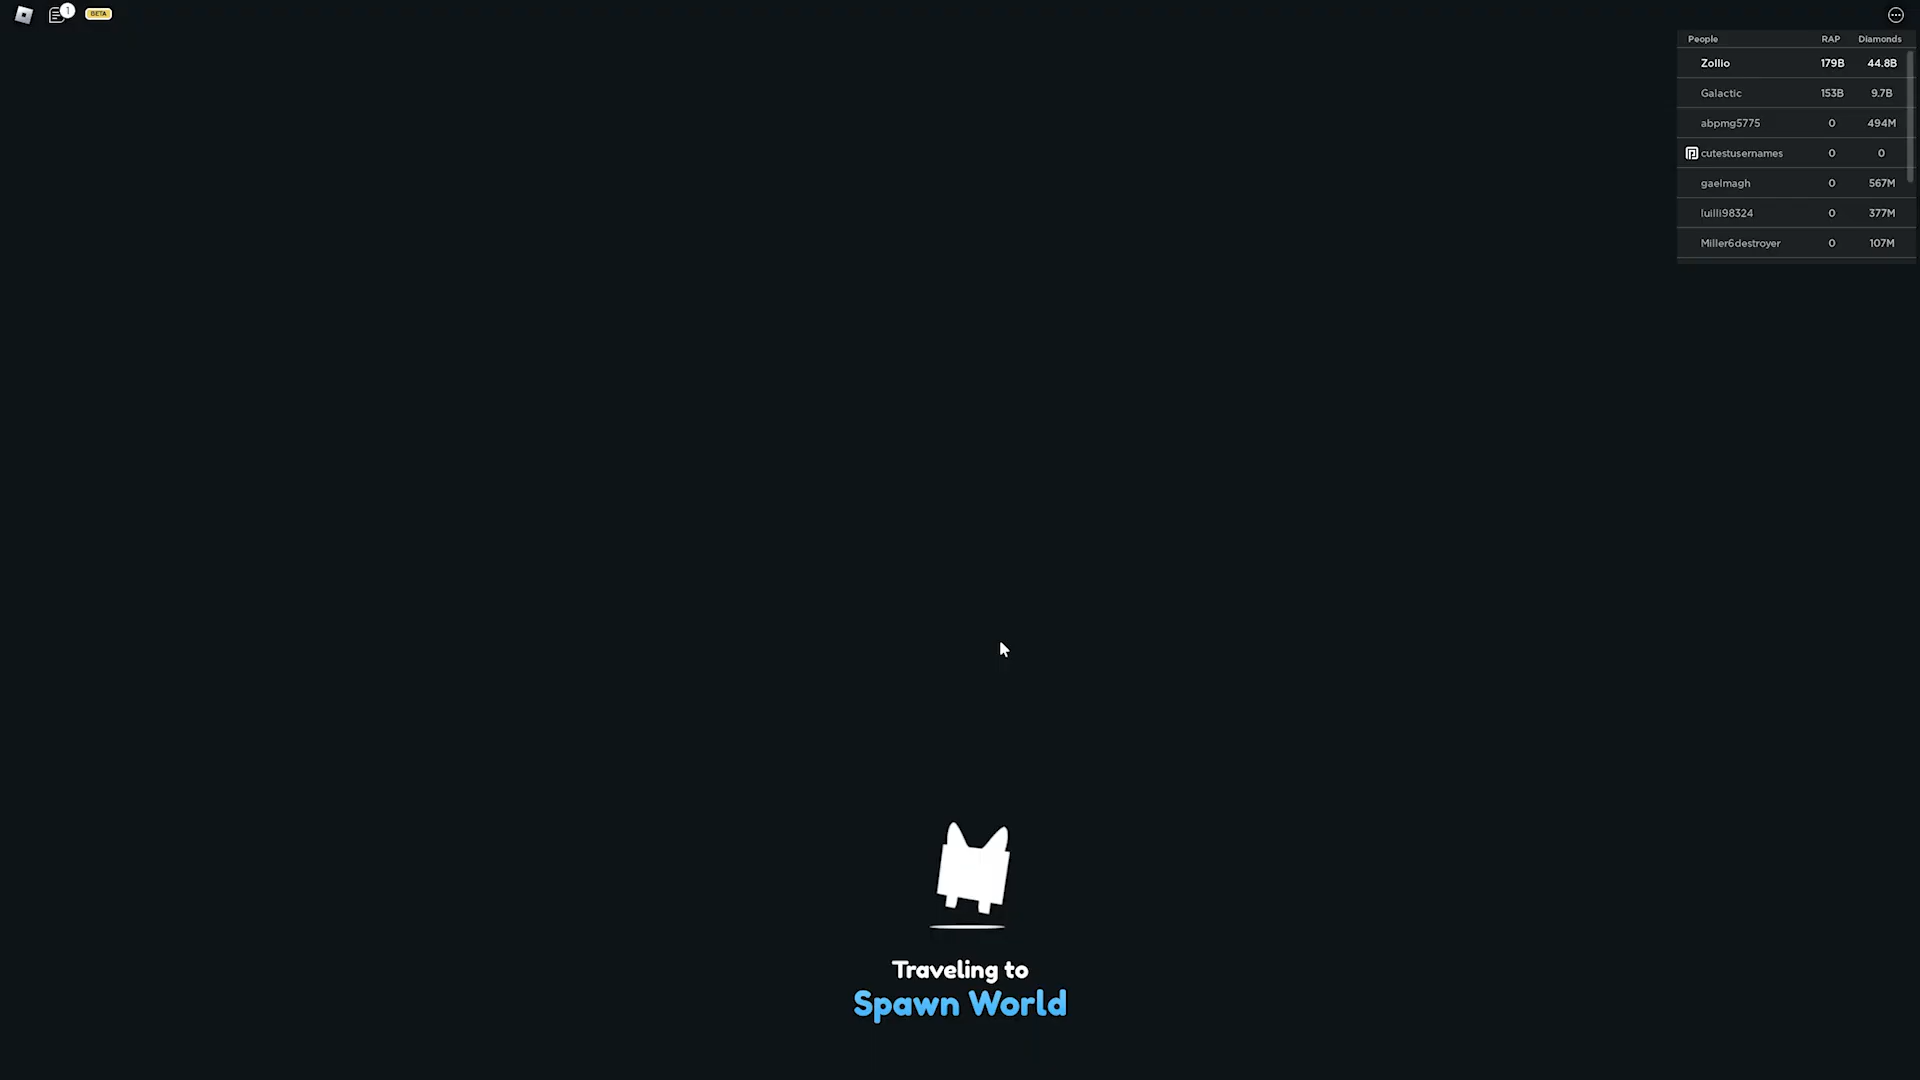 1
BETA
People RAP Diamonds
Zollio 179B 44.8B
Galactic 153B 9.7B
abpmg5775 0 494M
cutestusernames 0 0
gaelmagh 0 567M
luilli98324 0 377M
Miller6destroyer 0 107M
Traveling to
Spawn World